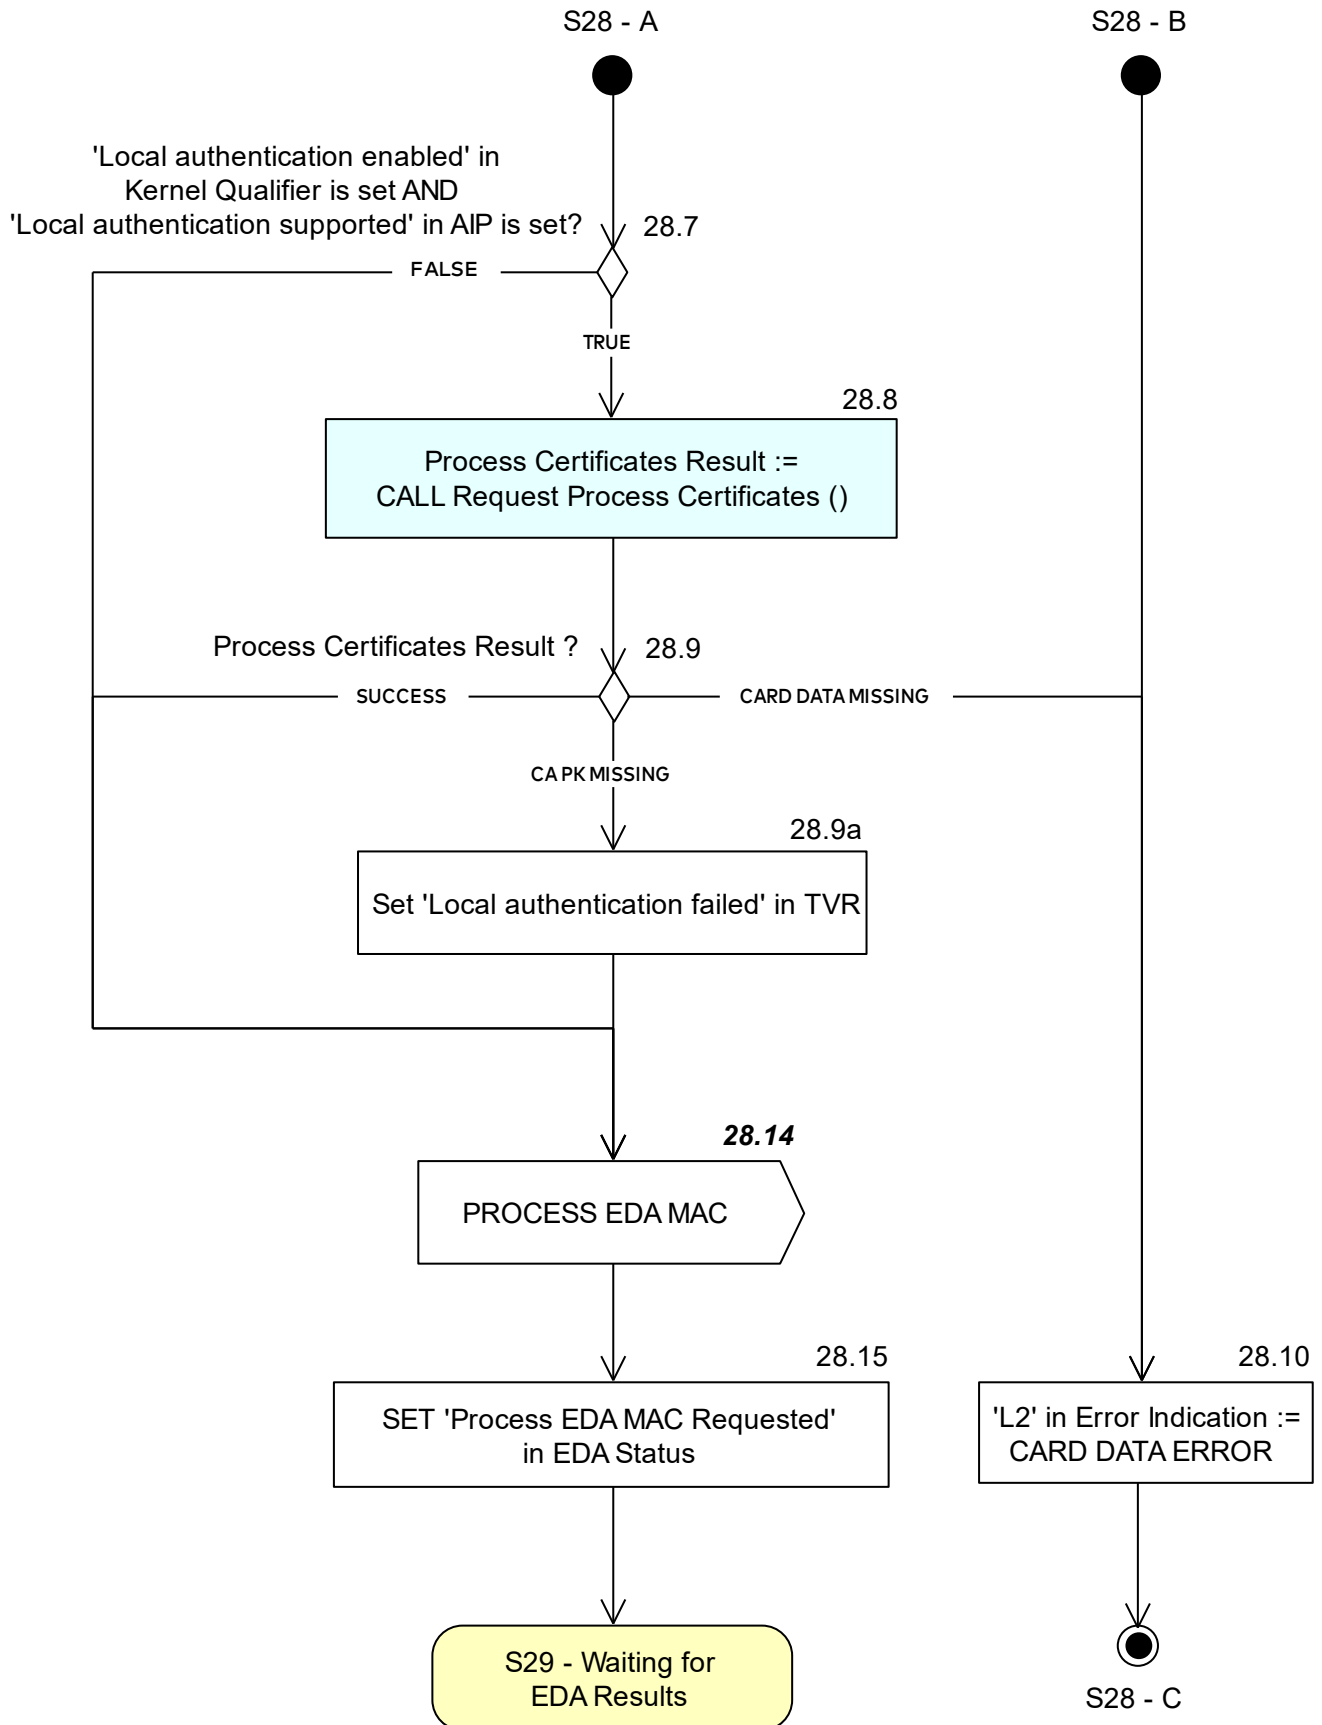 S28 - A
S28 - B
'Local authentication enabled' in
Kernel Qualifier is set AND
'Local authentication supported' in AIP is set?
28.7
FALSE
TRUE
28.8
Process Certificates Result :=
CALL Request Process Certificates ()
Process Certificates Result ?
28.9
SUCCESS
CARD DATA MISSING
CA PK MISSING
28.9a
Set 'Local authentication failed' in TVR
28.14
PROCESS EDA MAC
28.15
SET 'Process EDA MAC Requested'
in EDA Status
28.10
'L2' in Error Indication :=
CARD DATA ERROR
S29 - Waiting for
EDA Results
S28 - C